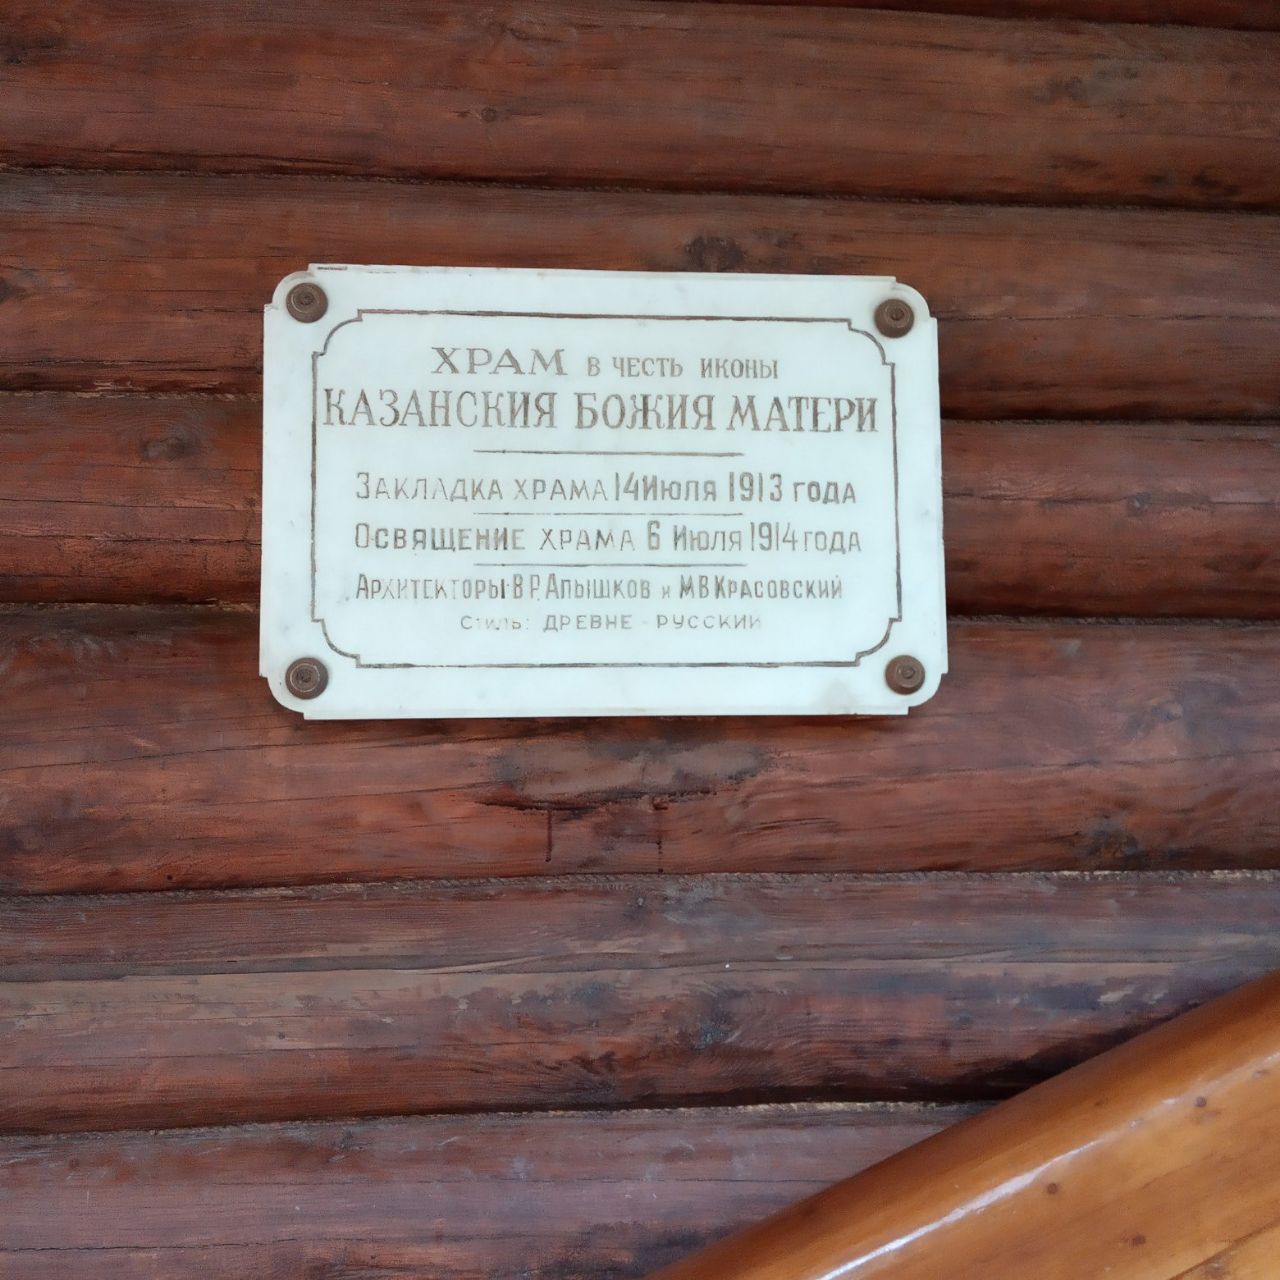 ХРАМ В ЧЕСТЬ ИКОНЫ
КАЗАНСКИЯ БОЖИЯ МАТЕРИ
ЗАКЛАДКА ХРАМА 14 ИЮЛЯ 1913 ГОДА
ОСВЯЩЕНИЕ ХРАМА 6 ИЮЛЯ 1914 ГОДА
АРХИТЕКТОРЫ: В.Р. АПЫШКОВ И М.В КРАСОВСКИЙ
СТИЛЬ: ДРЕВНЕ - РУССКИЙ